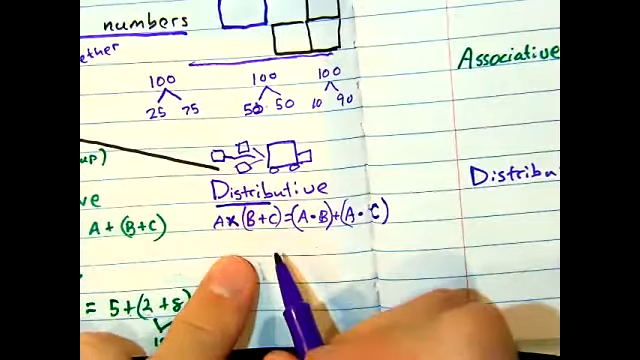 numbers
ether
100 100 100
25 75 50 50 10 90
up)
ve
Distributive
A×(B+C)=(A·B)+(A·C)
A+(B+C)
= 5+(2+8)
Associative
Distribu